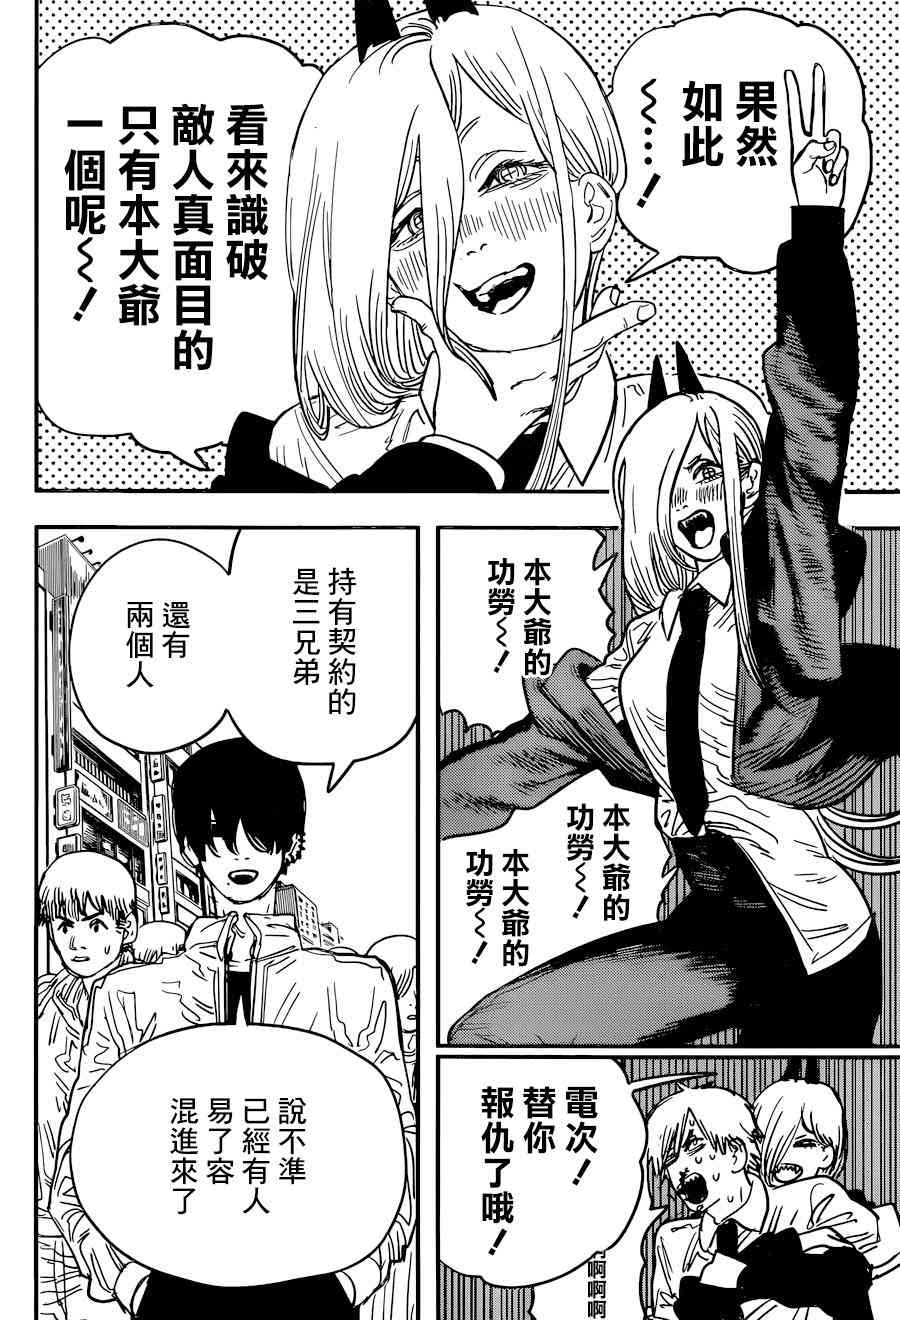 果然
如此
～……！
看來識破
敵人真面目的
只有本大爺
一個呢～！
本大爺的
功勞～！
本大爺的
功勞～！
本大爺的
功勞～！
電次！
替你
報仇了哦！
啊啊啊
持有契約的
是三兄弟
還有
兩個人
說不準
已經有人
易了容
混進來了